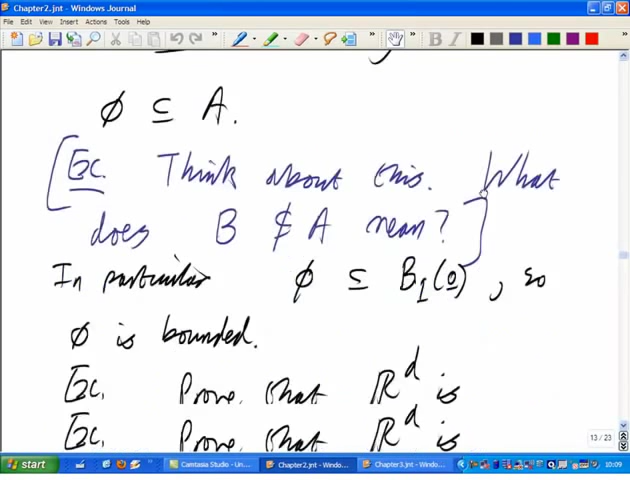 Chapter2.jnt - Windows Journal
File Edit View Insert Actions Tools Help
B I
ϕ ⊆ A.
[Ex. Think about this. What
does B ⊈ A mean?]
In particular ϕ ⊆ B₁(0), so
ϕ is bounded.
Ex. Prove that ℝᵈ is
Ex. Prove that ℝᵈ is
13 / 23
start Camtasia Studio - Un... Chapter2.jnt - Windo... Chapter3.jnt - Windo... 10:09